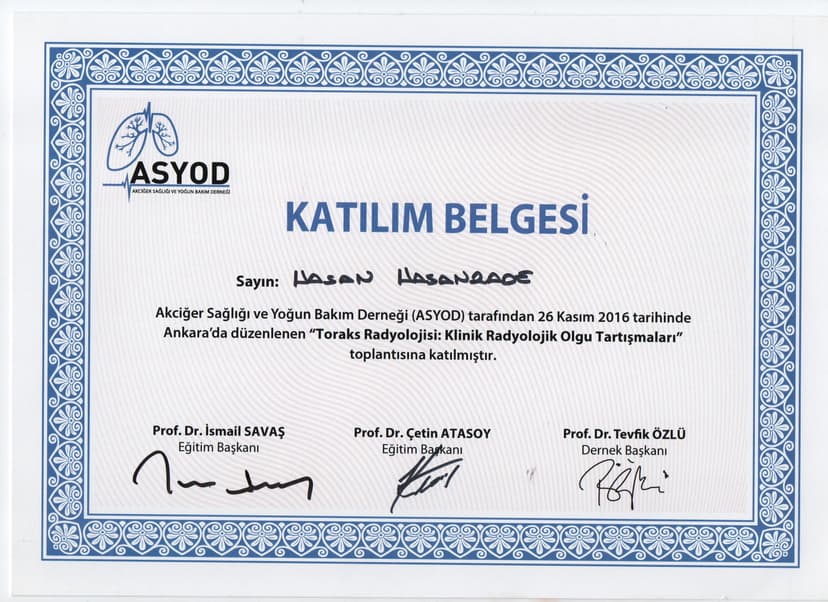 ASYOD
AKCİĞER SAĞLIĞI VE YOĞUN BAKIM DERNEĞİ
KATILIM BELGESİ
Sayın: HASAN HASANZADE
Akciğer Sağlığı ve Yoğun Bakım Derneği (ASYOD) tarafından 26 Kasım 2016 tarihinde
Ankara’da düzenlenen “Toraks Radyolojisi: Klinik Radyolojik Olgu Tartışmaları”
toplantısına katılmıştır.
Prof. Dr. İsmail SAVAŞ Prof. Dr. Çetin ATASOY Prof. Dr. Tevfik ÖZLÜ
Eğitim Başkanı Eğitim Başkanı Dernek Başkanı